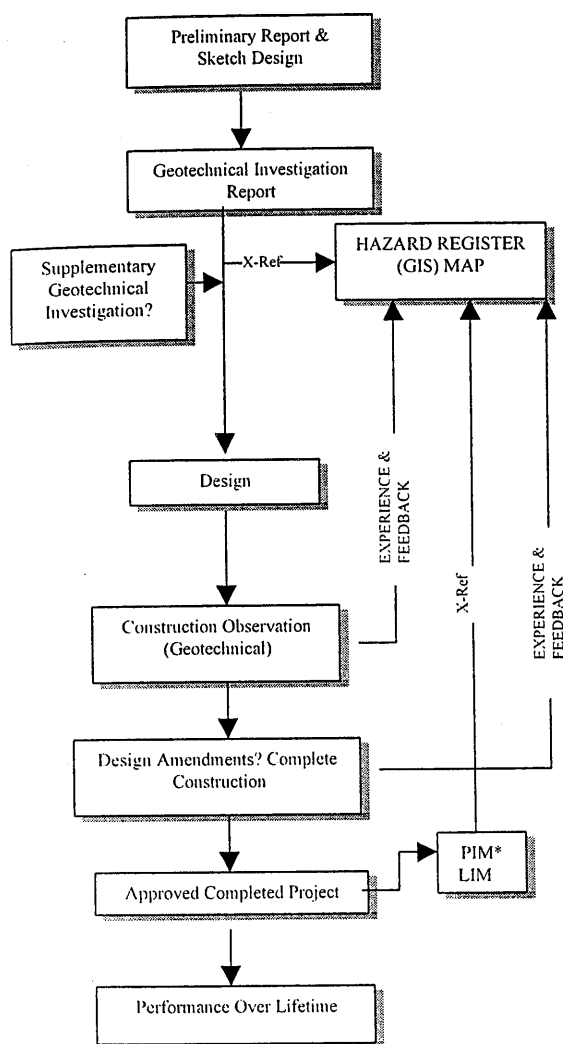 Preliminary Report &
Sketch Design
Geotechnical Investigation
Report
X-Ref
HAZARD REGISTER
(GIS) MAP
Supplementary
Geotechnical
Investigation?
Design
EXPERIENCE &
FEEDBACK
X-Ref
EXPERIENCE &
FEEDBACK
Construction Observation
(Geotechnical)
Design Amendments? Complete
Construction
PIM*
LIM
Approved Completed Project
Performance Over Lifetime